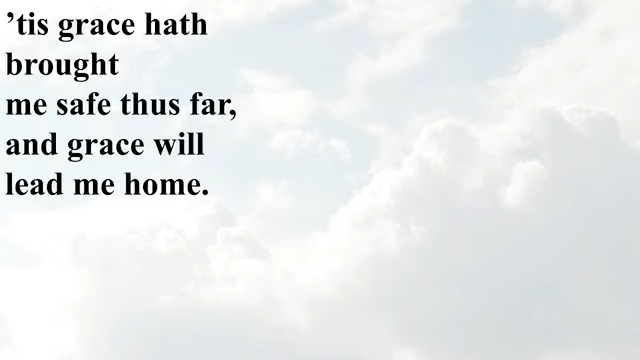 ’tis grace hath
brought
me safe thus far,
and grace will
lead me home.